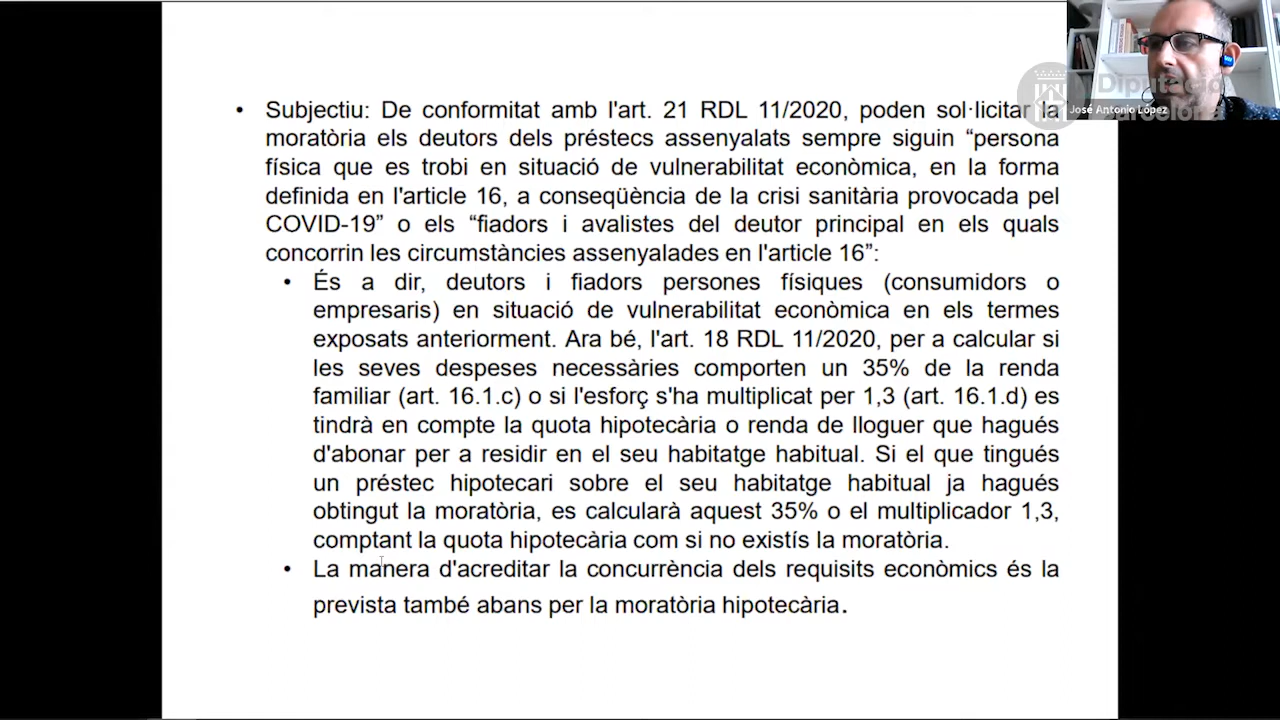 • Subjectiu: De conformitat amb l'art. 21 RDL 11/2020, poden sol·licitar la
moratòria els deutors dels préstecs assenyalats sempre siguin “persona
física que es trobi en situació de vulnerabilitat econòmica, en la forma
definida en l'article 16, a conseqüència de la crisi sanitària provocada pel
COVID-19” o els “fiadors i avalistes del deutor principal en els quals
concorrin les circumstàncies assenyalades en l'article 16”:
• És a dir, deutors i fiadors persones físiques (consumidors o
empresaris) en situació de vulnerabilitat econòmica en els termes
exposats anteriorment. Ara bé, l'art. 18 RDL 11/2020, per a calcular si
les seves despeses necessàries comporten un 35% de la renda
familiar (art. 16.1.c) o si l'esforç s'ha multiplicat per 1,3 (art. 16.1.d) es
tindrà en compte la quota hipotecària o renda de lloguer que hagués
d'abonar per a residir en el seu habitatge habitual. Si el que tingués
un préstec hipotecari sobre el seu habitatge habitual ja hagués
obtingut la moratòria, es calcularà aquest 35% o el multiplicador 1,3,
comptant la quota hipotecària com si no existís la moratòria.
• La manera d'acreditar la concurrència dels requisits econòmics és la
prevista també abans per la moratòria hipotecària.
Diputació
Barcelona
José Antonio López